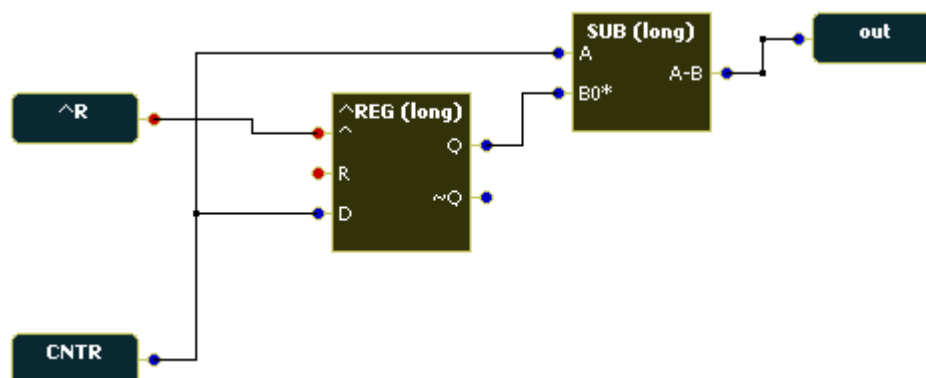 SUB (long)
out
A
A-B
B0*
^R
^REG (long)
^
Q
R
~Q
D
CNTR